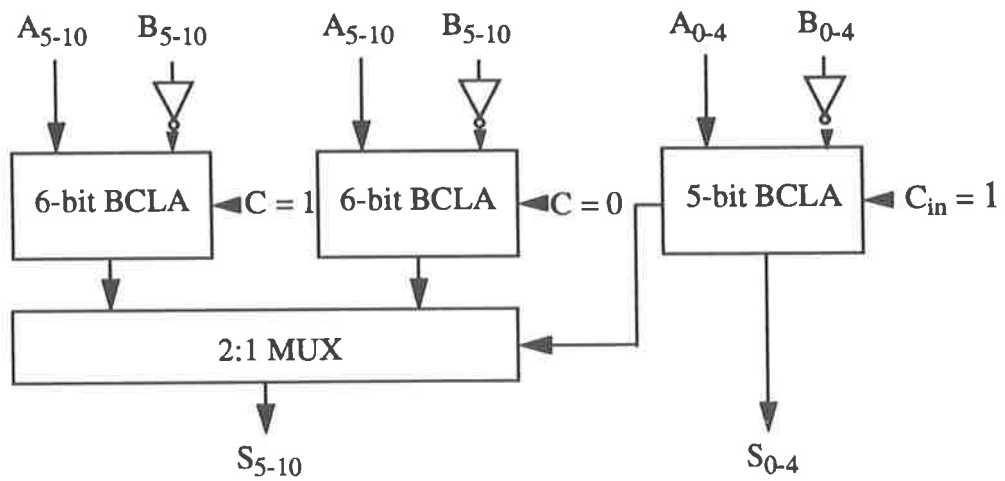 A5-10 B5-10 A5-10 B5-10 A0-4 B0-4
6-bit BCLA C = 1 6-bit BCLA C = 0 5-bit BCLA Cin = 1
2:1 MUX
S5-10 S0-4